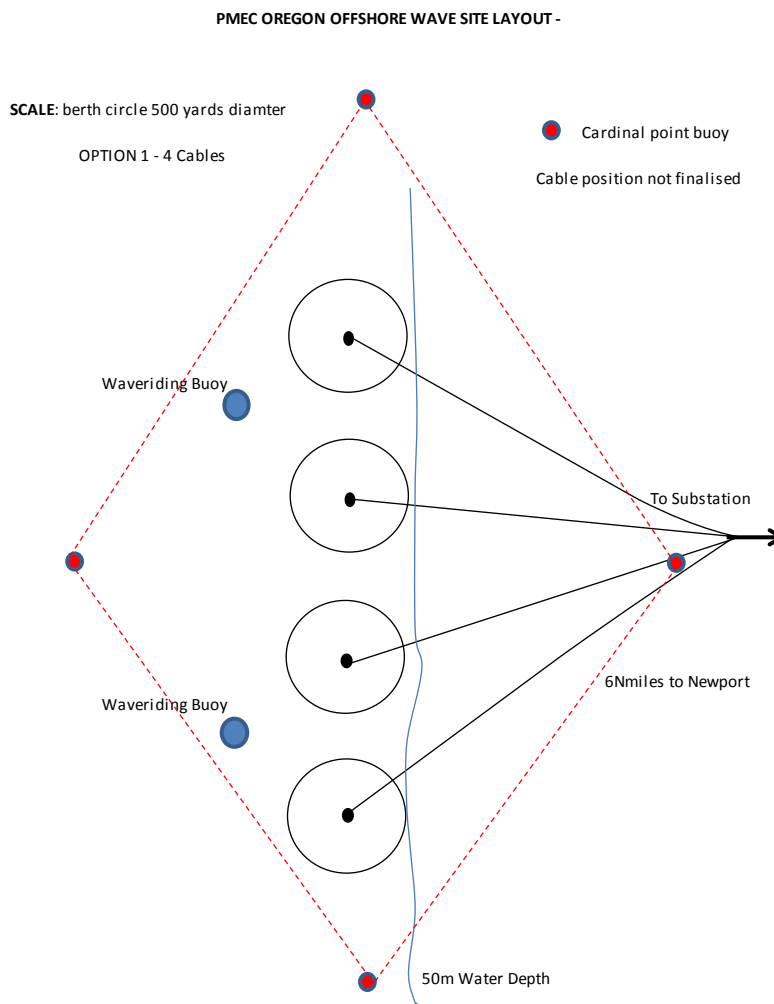 PMEC OREGON OFFSHORE WAVE SITE LAYOUT -
SCALE: berth circle 500 yards diamter
OPTION 1 - 4 Cables
Cardinal point buoy
Cable position not finalised
Waveriding Buoy
To Substation
6Nmiles to Newport
Waveriding Buoy
50m Water Depth